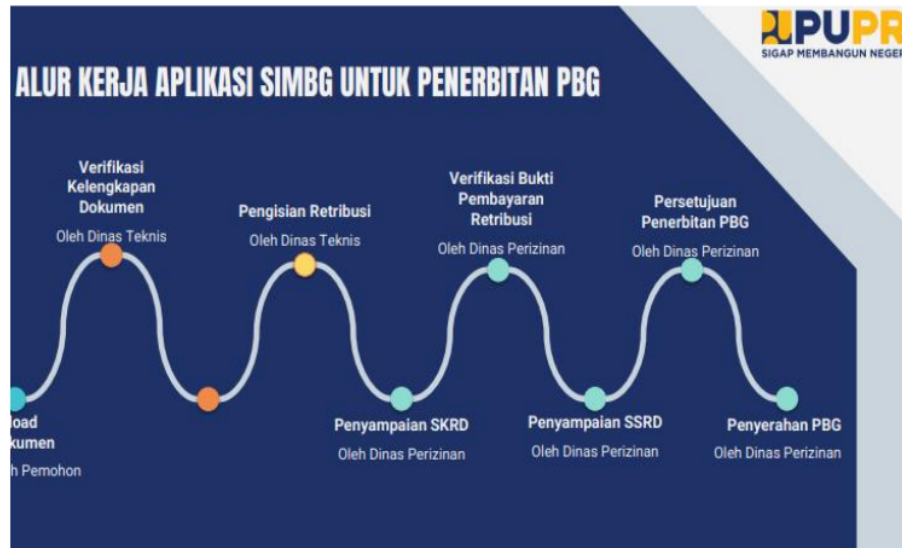 PUPR
SIGAP MEMBANGUN NEGER
ALUR KERJA APLIKASI SIMBG UNTUK PENERBITAN PBG
Verifikasi
Kelengkapan
Dokumen
Oleh Dinas Teknis
Pengisian Retribusi
Oleh Dinas Teknis
Verifikasi Bukti
Pembayaran
Retribusi
Oleh Dinas Perizinan
Persetujuan
Penerbitan PBG
Oleh Dinas Perizinan
load
kumen
h Pemohon
Penyampaian SKRD
Oleh Dinas Perizinan
Penyampaian SSRD
Oleh Dinas Perizinan
Penyerahan PBG
Oleh Dinas Perizinan